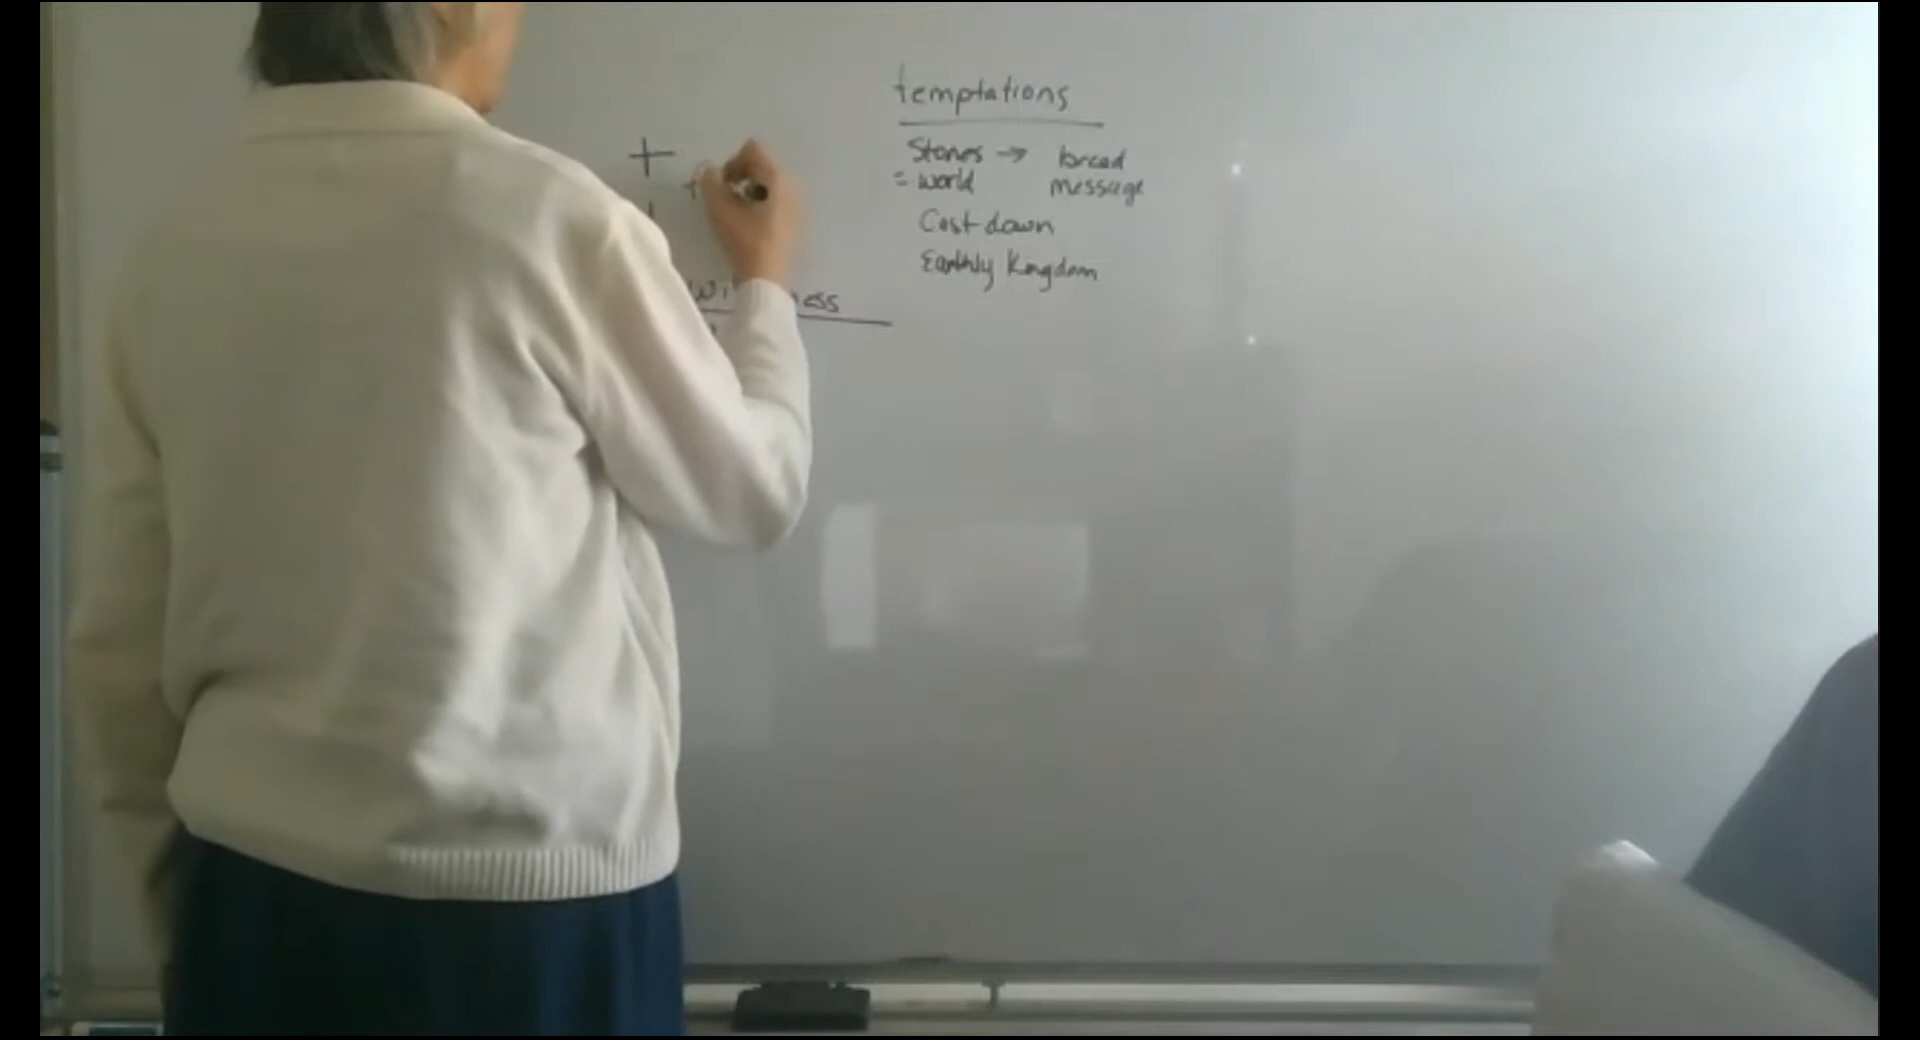 temptations
Stones → bread
= world message
Cast down
Earthly Kingdom